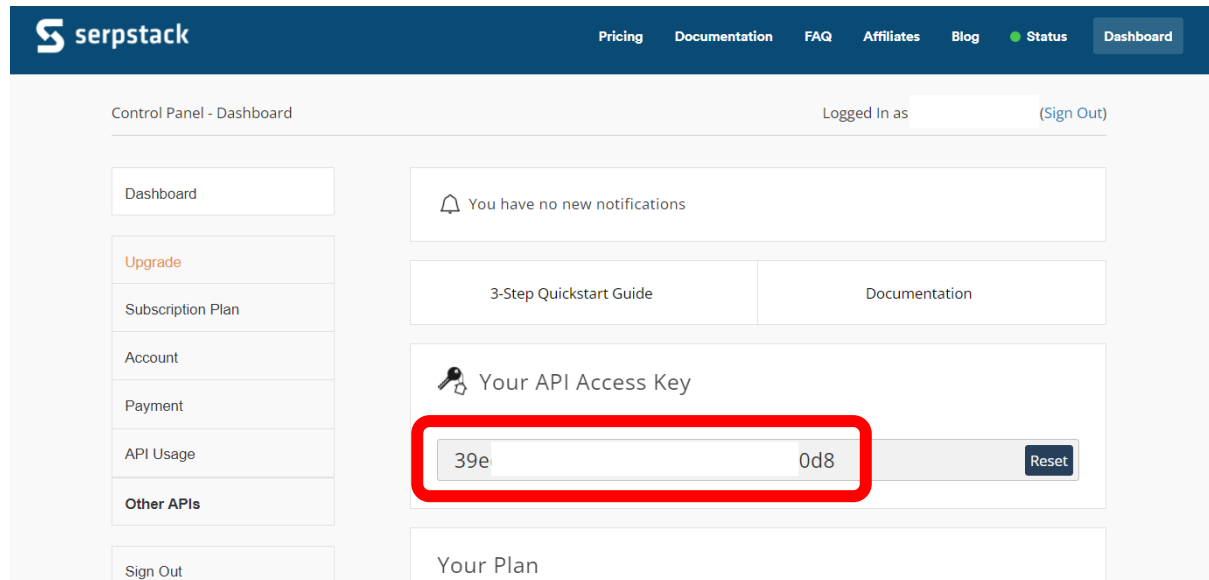 serpstack
Pricing Documentation FAQ Affiliates Blog Status Dashboard
Control Panel - Dashboard
Logged In as (Sign Out)
Dashboard
Upgrade
Subscription Plan
Account
Payment
API Usage
Other APIs
Sign Out
You have no new notifications
3-Step Quickstart Guide
Documentation
Your API Access Key
39e 0d8
Reset
Your Plan